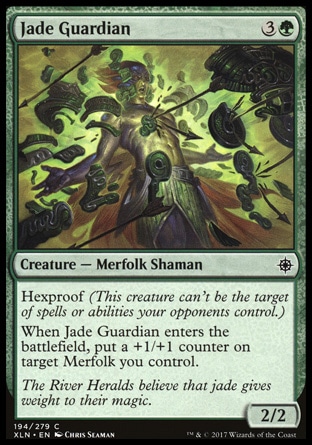 Jade Guardian 3
Creature — Merfolk Shaman
Hexproof (This creature can't be the target
of spells or abilities your opponents control.)
When Jade Guardian enters the
battlefield, put a +1/+1 counter on
target Merfolk you control.
The River Heralds believe that jade gives
weight to their magic.
2/2
194/279 C
XLN • EN Chris Seaman
™ & © 2017 Wizards of the Coast